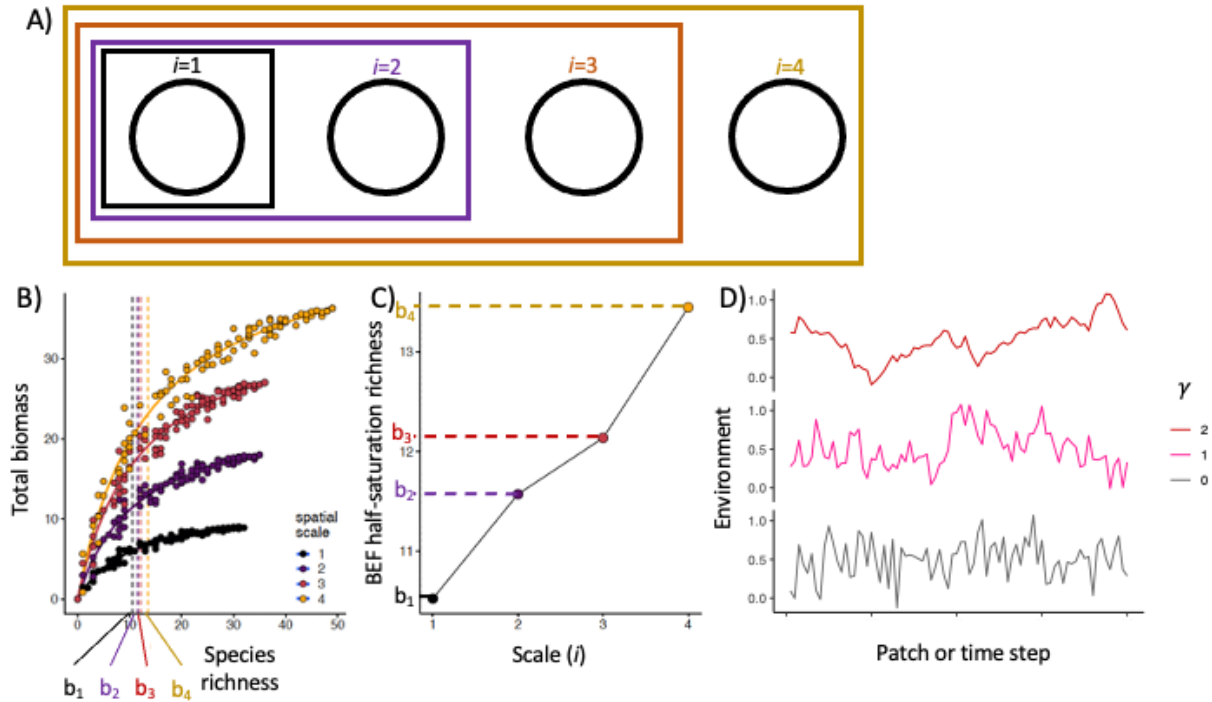 A)
i=1
i=2
i=3
i=4
B)
Total biomass
30
20
10
0
spatial
scale
1
2
3
4
0
10
20
30
40
50
Species
richness
b1
b2
b3
b4
C)
BEF half-saturation richness
b4
13
b3
12
b2
11
b1
1
2
3
4
Scale (i)
D)
Environment
1.0
0.5
0.0
1.0
0.5
0.0
1.0
0.5
0.0
Patch or time step
γ
2
1
0